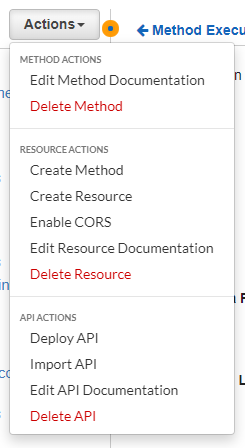 Actions
Method Execu
METHOD ACTIONS
Edit Method Documentation
Delete Method
RESOURCE ACTIONS
Create Method
Create Resource
Enable CORS
Edit Resource Documentation
Delete Resource
API ACTIONS
Deploy API
Import API
Edit API Documentation
Delete API